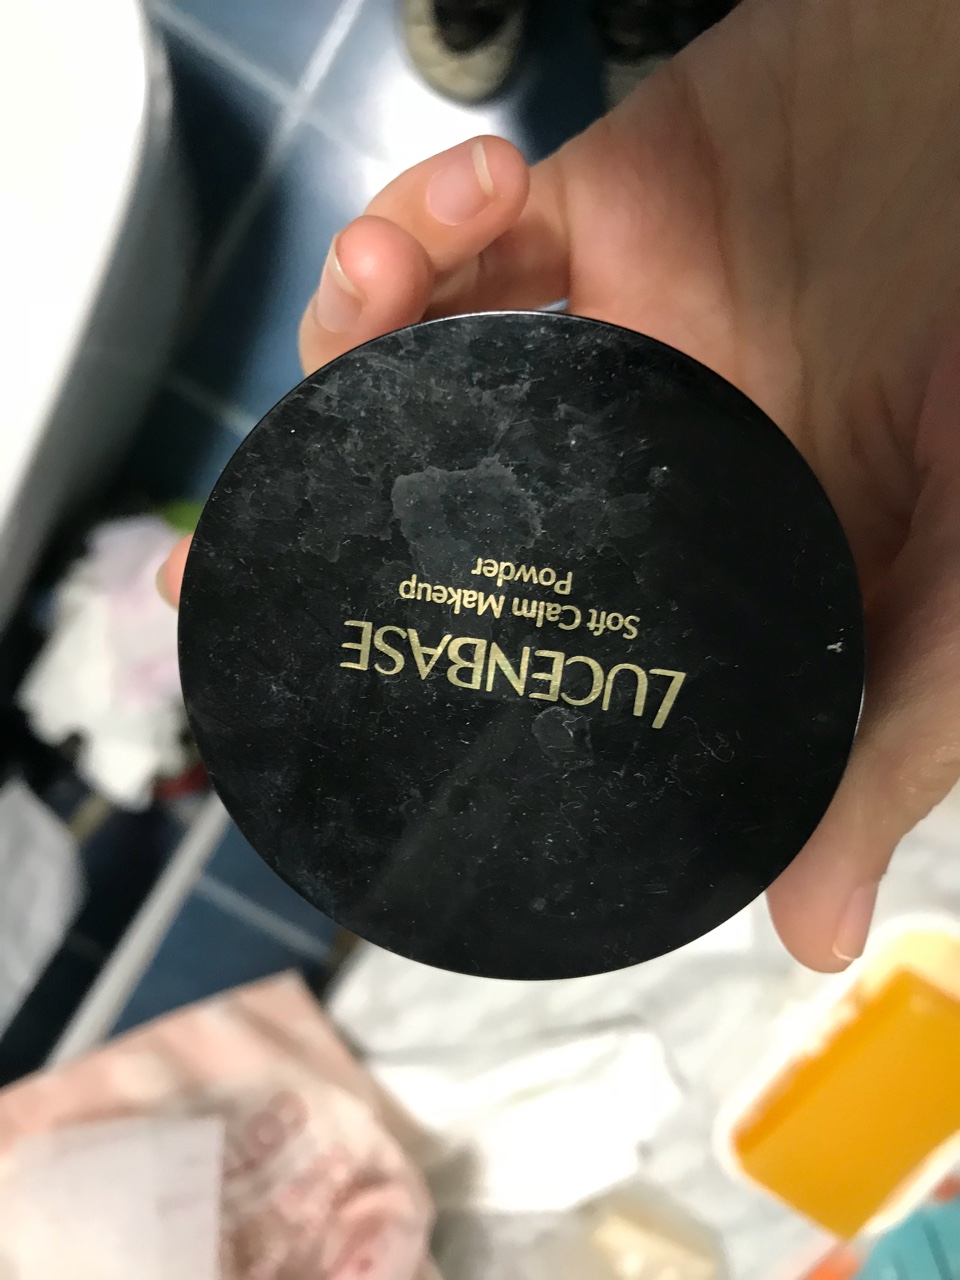 LUCENBASE
Soft Calm Makeup
Powder